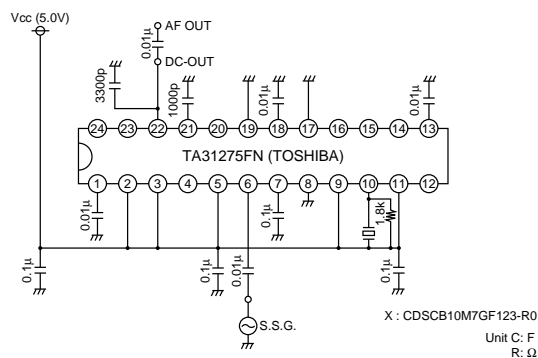 Vcc (5.0V)
AF OUT
0.01μ
DC-OUT
3300p
1000p
0.01μ
0.01μ
24 23 22 21 20 19 18 17 16 15 14 13
TA31275FN (TOSHIBA)
1 2 3 4 5 6 7 8 9 10 11 12
0.01μ
0.1μ
1.8k
0.1μ
0.1μ
0.01μ
0.1μ
S.S.G.
X : CDSCB10M7GF123-R0
Unit C: F
R: Ω